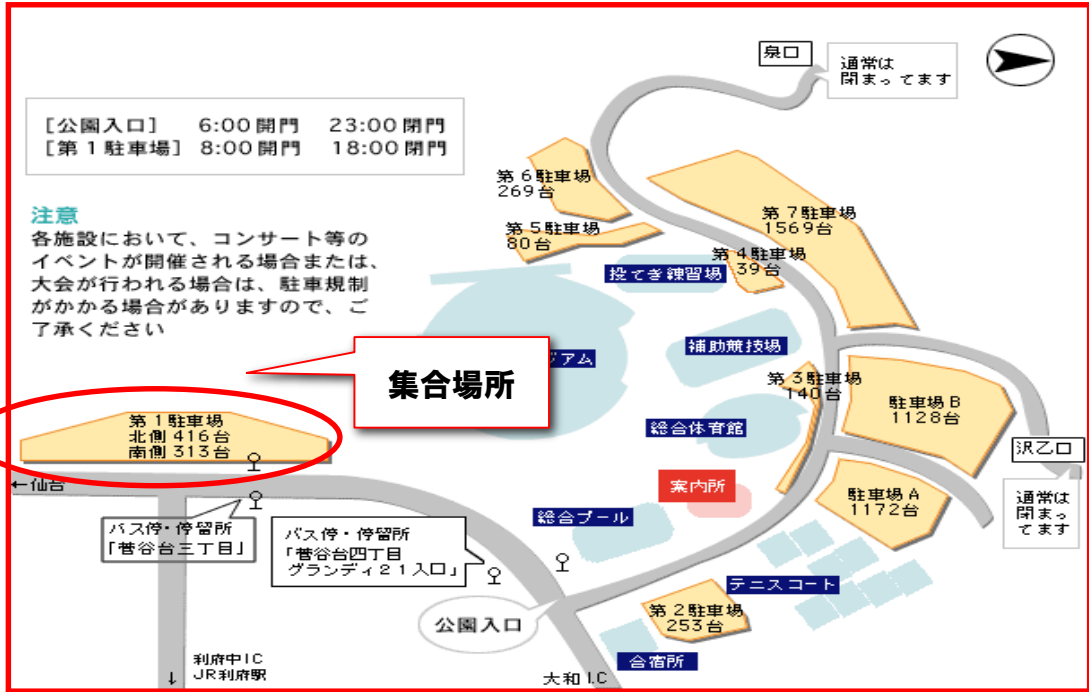 泉口
通常は
閉まってます
[公園入口] 6:00開門 23:00閉門
[第1駐車場] 8:00開門 18:00閉門
注意
各施設において、コンサート等の
イベントが開催される場合または、
大会が行われる場合は、駐車規制
がかかる場合がありますので、ご
了承ください
第6駐車場
269台
第5駐車場
80台
第7駐車場
1569台
第4駐車場
39台
投てき練習場
ジアム
補助競技場
集合場所
第3駐車場
140台
総合体育館
駐車場B
1128台
第1駐車場
北側416台
南側313台
←仙台
沢乙口
通常は
閉まっ
てます
案内所
駐車場A
1172台
総合プール
バス停・停留所
「菅谷台三丁目」
バス停・停留所
「菅谷台四丁目
グランディ21入口」
テニスコート
第2駐車場
253台
公園入口
合宿所
利府中IC
↓ JR利府駅
大和I.C